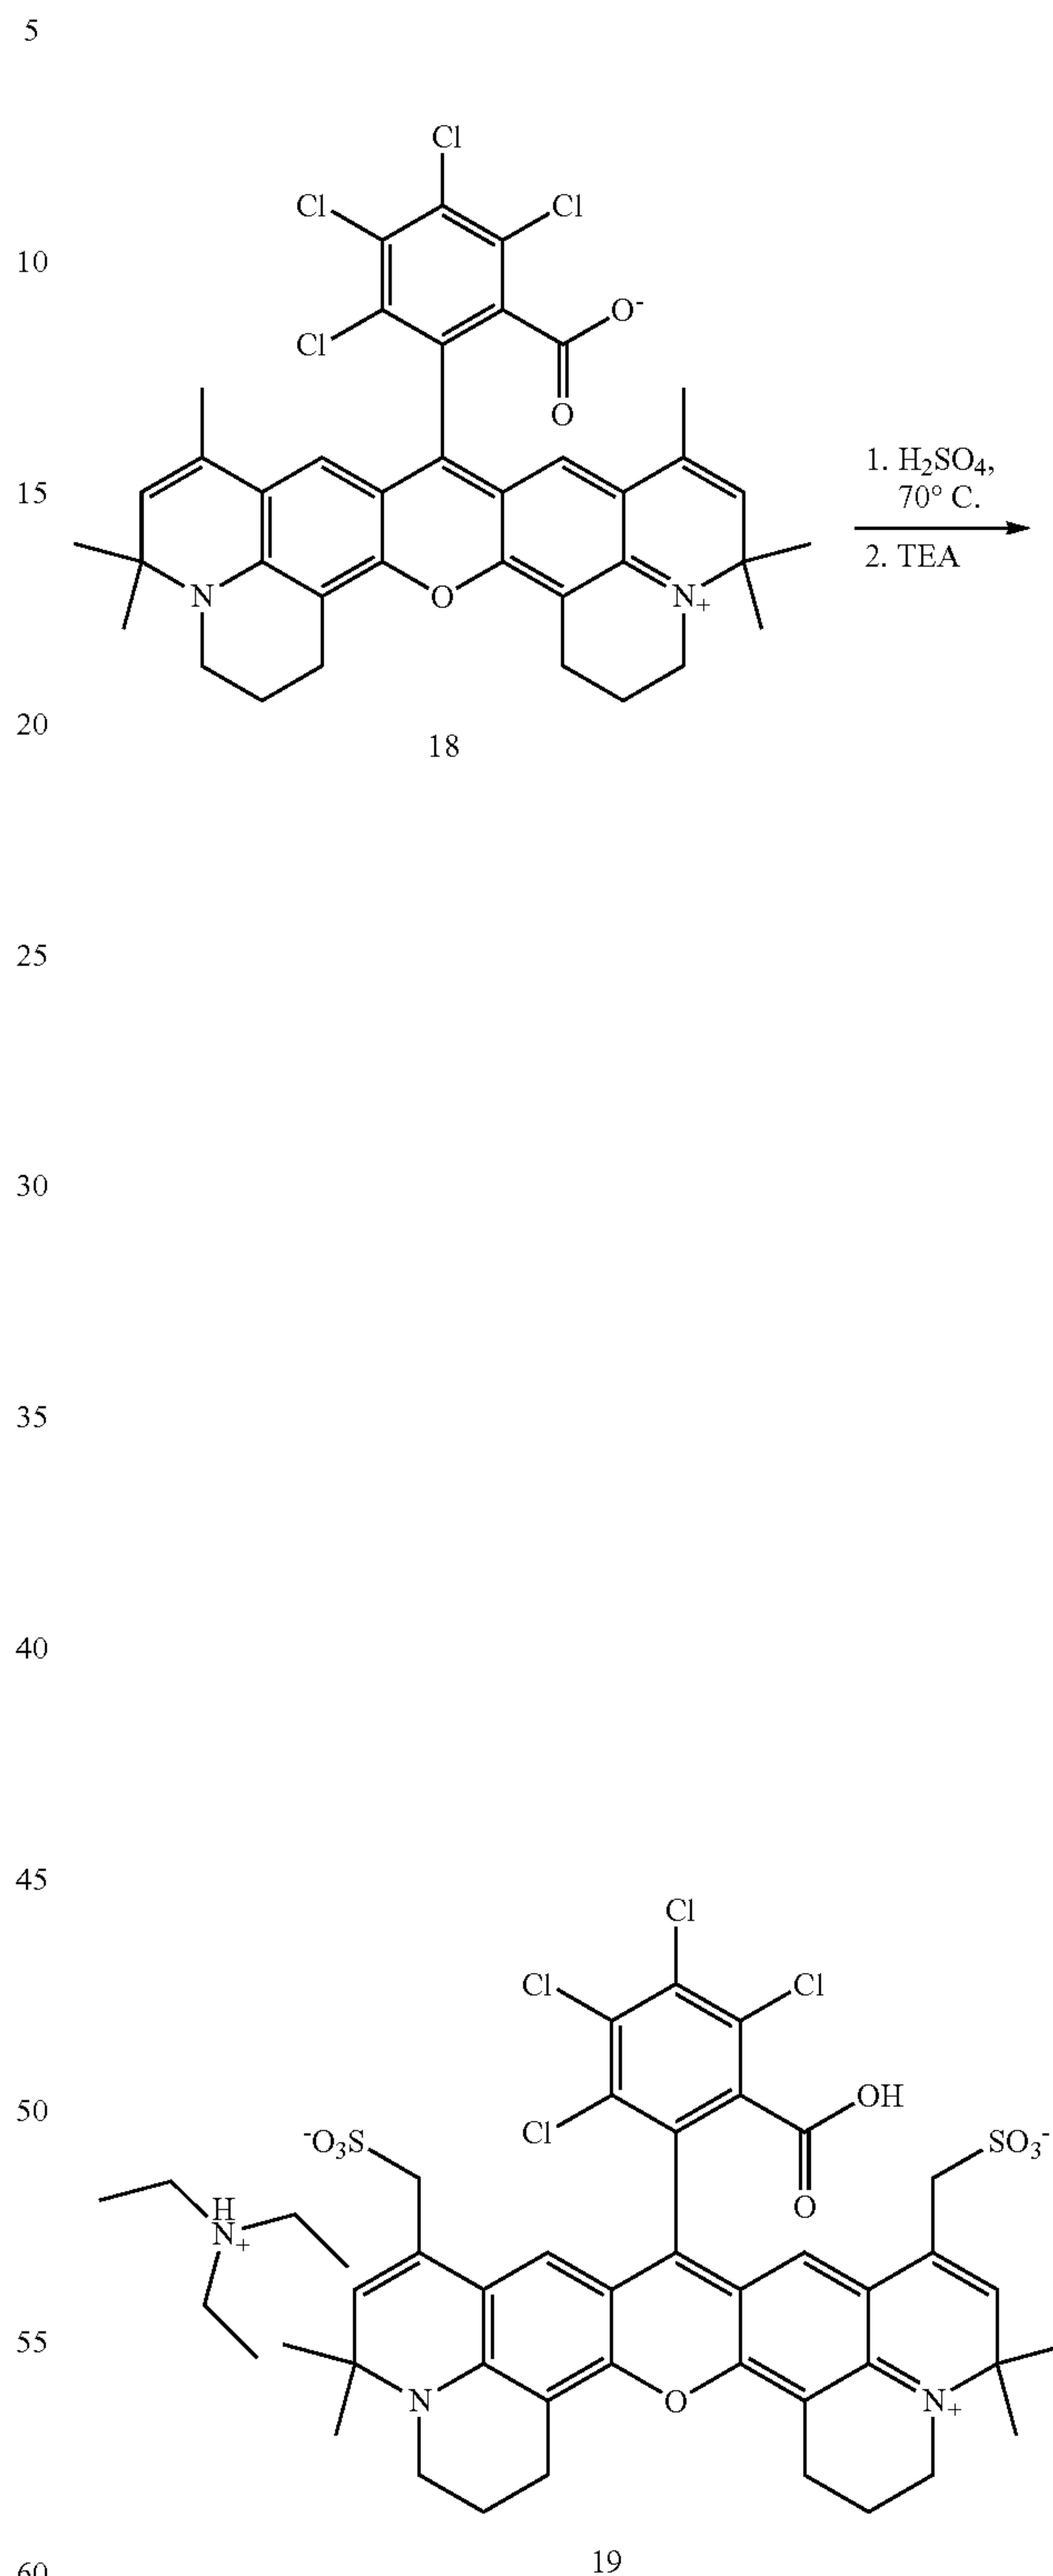 5
Cl
Cl
Cl
10
O-
Cl
O
1. H2SO4,
70° C.
15
2. TEA
N
O
N+
20
18
25
30
35
40
45
Cl
Cl
Cl
50
OH
-O3S
Cl
SO3-
O
H
N+
55
N
O
N+
19
60